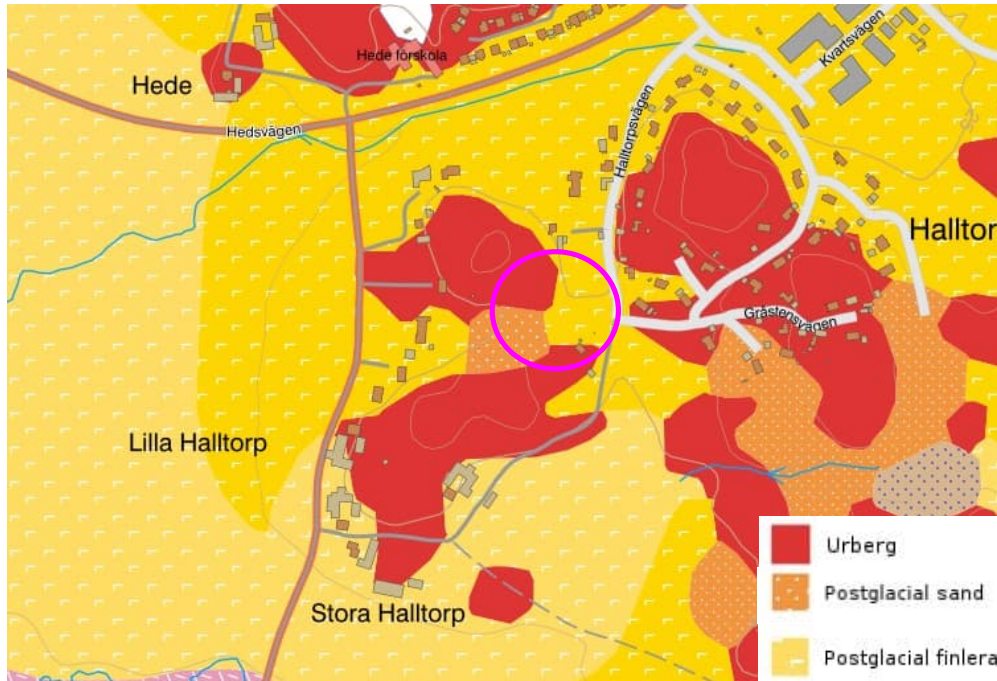 Hede förskola
Kvartsvägen
Hede
Hedsvägen
Halltorpsvägen
Halltor
Gråstensvägen
Lilla Halltorp
Stora Halltorp
Urberg
Postglacial sand
Postglacial finlera